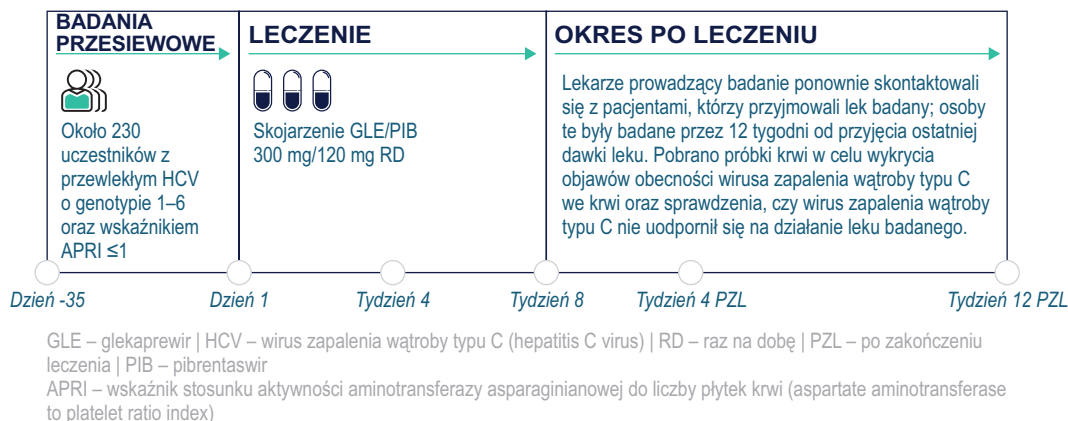 BADANIA
PRZESIEWOWE
LECZENIE
OKRES PO LECZENIU
Około 230
uczestników z
przewlekłym HCV
o genotypie 1–6
oraz wskaźnikiem
APRI ≤1
Skojarzenie GLE/PIB
300 mg/120 mg RD
Lekarze prowadzący badanie ponownie skontaktowali
się z pacjentami, którzy przyjmowali lek badany; osoby
te były badane przez 12 tygodni od przyjęcia ostatniej
dawki leku. Pobrano próbki krwi w celu wykrycia
objawów obecności wirusa zapalenia wątroby typu C
we krwi oraz sprawdzenia, czy wirus zapalenia wątroby
typu C nie uodpornił się na działanie leku badanego.
Dzień -35
Dzień 1
Tydzień 4
Tydzień 8
Tydzień 4 PZL
Tydzień 12 PZL
GLE – glekaprewir | HCV – wirus zapalenia wątroby typu C (hepatitis C virus) | RD – raz na dobę | PZL – po zakończeniu
leczenia | PIB – pibrentaswir
APRI – wskaźnik stosunku aktywności aminotransferazy asparaginianowej do liczby płytek krwi (aspartate aminotransferase
to platelet ratio index)